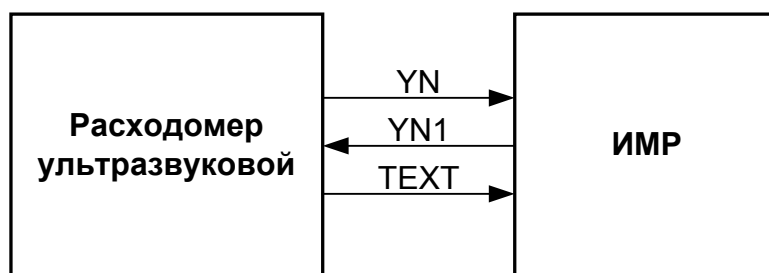 Расходомер
ультразвуковой
YN
YN1
TEXT
ИМР